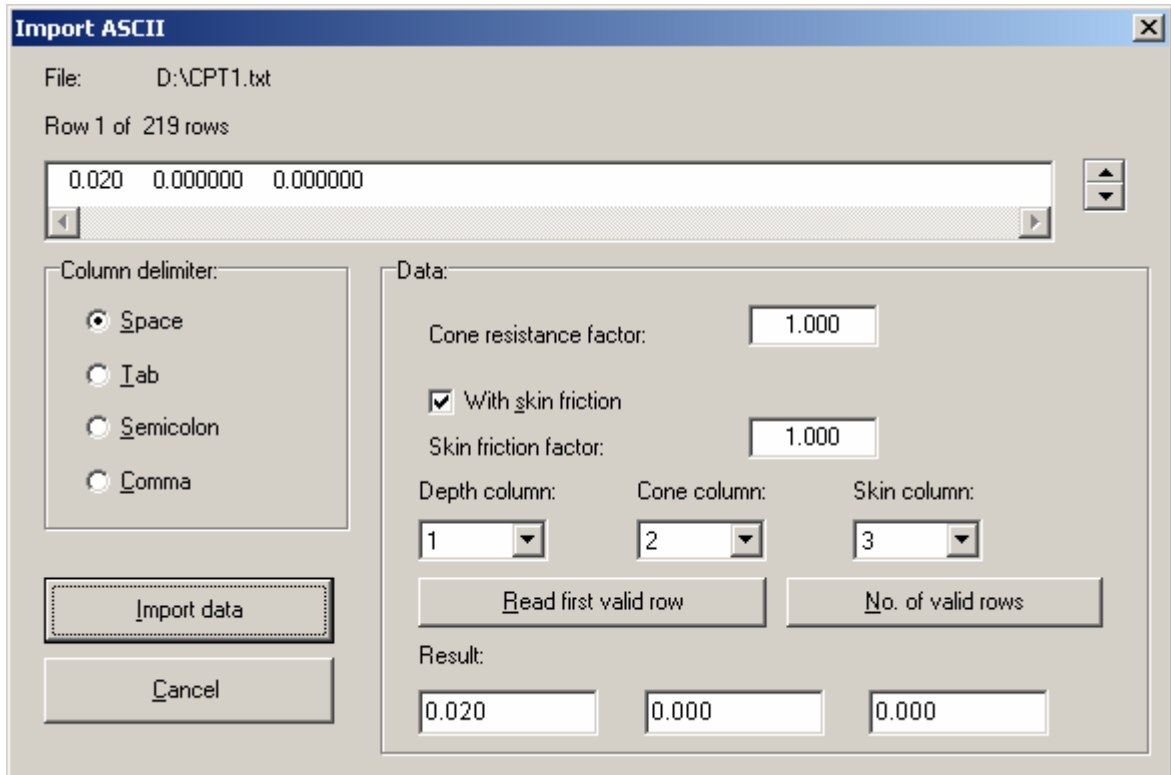 Import ASCII
File: D:\CPT1.txt
Row 1 of 219 rows
0.020 0.000000 0.000000
Column delimiter:
Space
Tab
Semicolon
Comma
Import data
Cancel
Data:
Cone resistance factor: 1.000
With skin friction
Skin friction factor: 1.000
Depth column: Cone column: Skin column:
1 2 3
Read first valid row No. of valid rows
Result:
0.020 0.000 0.000